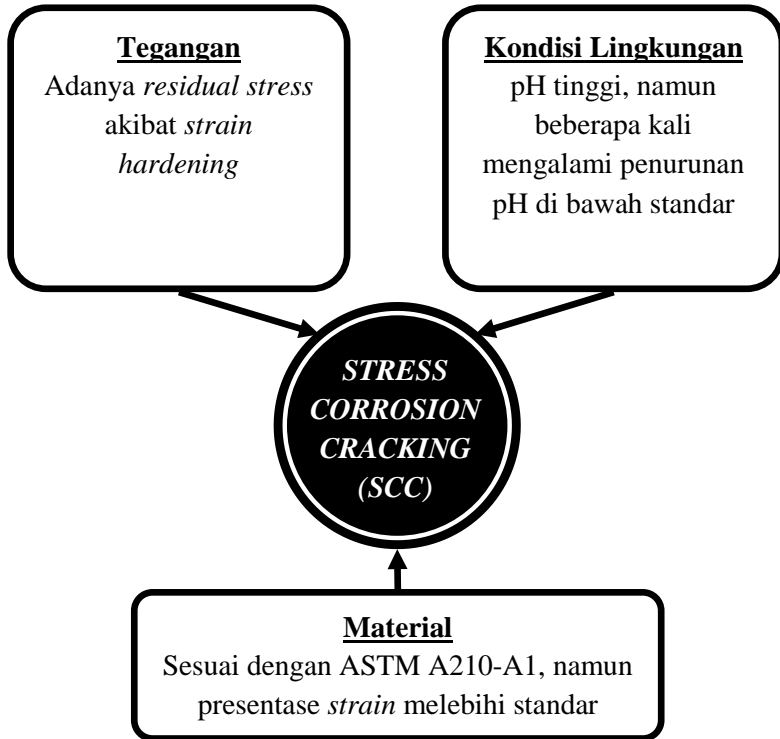 Tegangan
Adanya residual stress
akibat strain
hardening
Kondisi Lingkungan
pH tinggi, namun
beberapa kali
mengalami penurunan
pH di bawah standar
STRESS
CORROSION
CRACKING
(SCC)
Material
Sesuai dengan ASTM A210-A1, namun
presentase strain melebihi standar